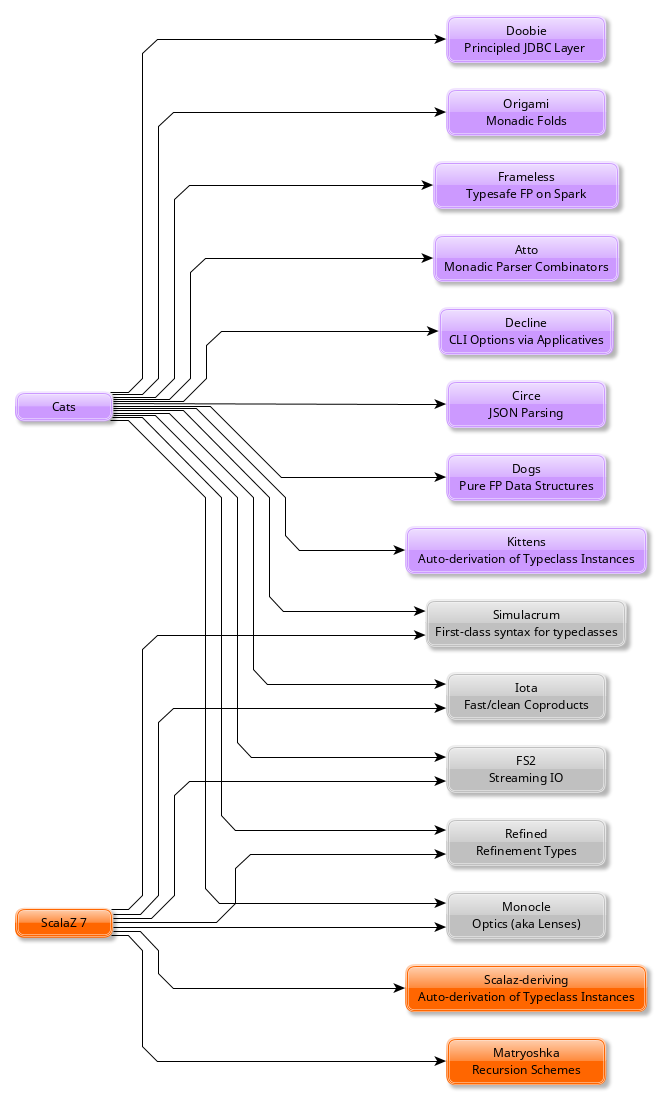 Doobie
Principled JDBC Layer
Origami
Monadic Folds
Frameless
Typesafe FP on Spark
Atto
Monadic Parser Combinators
Decline
CLI Options via Applicatives
Cats
Circe
JSON Parsing
Dogs
Pure FP Data Structures
Kittens
Auto-derivation of Typeclass Instances
Simulacrum
First-class syntax for typeclasses
Iota
Fast/clean Coproducts
FS2
Streaming IO
Refined
Refinement Types
ScalaZ 7
Monocle
Optics (aka Lenses)
Scalaz-deriving
Auto-derivation of Typeclass Instances
Matryoshka
Recursion Schemes